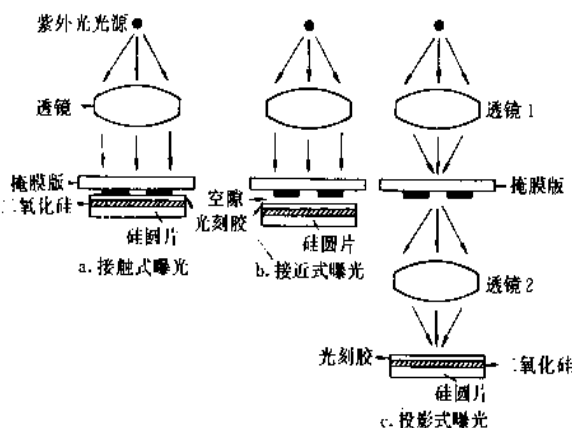 紫外光光源
透镜
透镜1
掩膜版
掩膜版
二氧化硅
空隙
光刻胶
硅圆片
硅圆片
a.接触式曝光
b.接近式曝光
透镜2
光刻胶
二氧化硅
硅圆片
c.投影式曝光